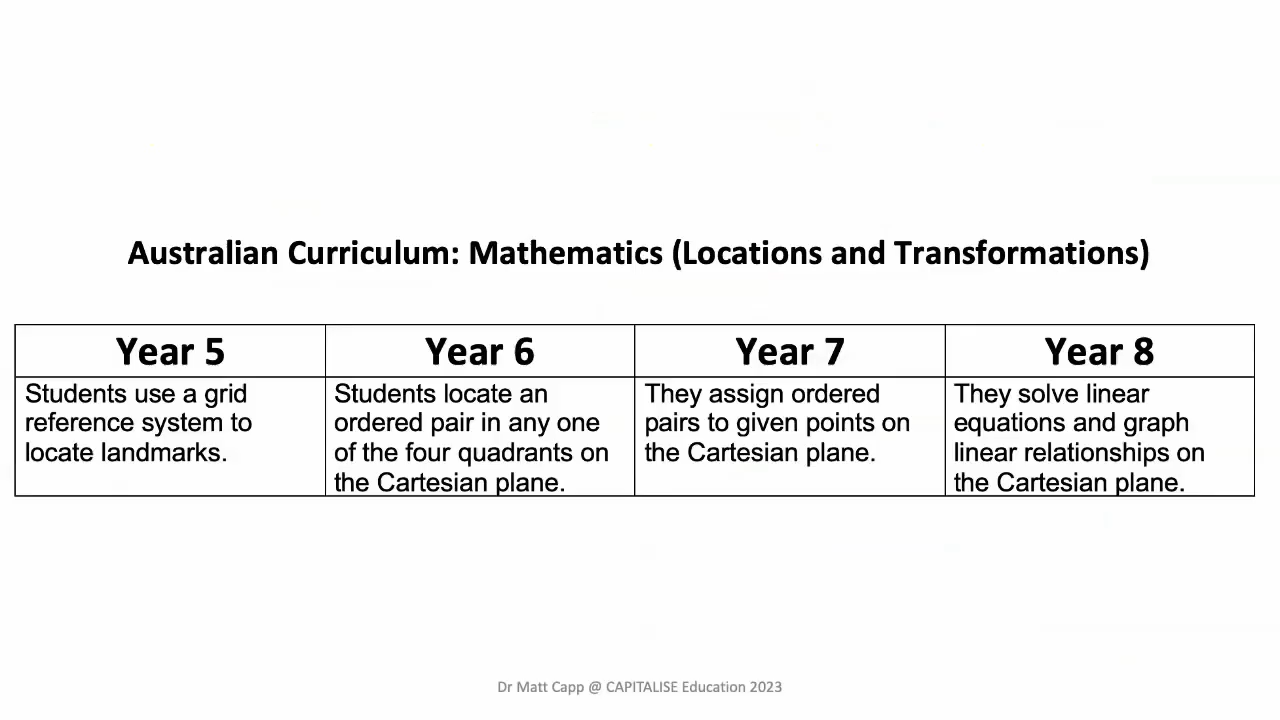 Australian Curriculum: Mathematics (Locations and Transformations)
Year 5
Students use a grid
reference system to
locate landmarks.
Year 6
Students locate an
ordered pair in any one
of the four quadrants on
the Cartesian plane.
Year 7
They assign ordered
pairs to given points on
the Cartesian plane.
Year 8
They solve linear
equations and graph
linear relationships on
the Cartesian plane.
Dr Matt Capp @ CAPITALISE Education 2023